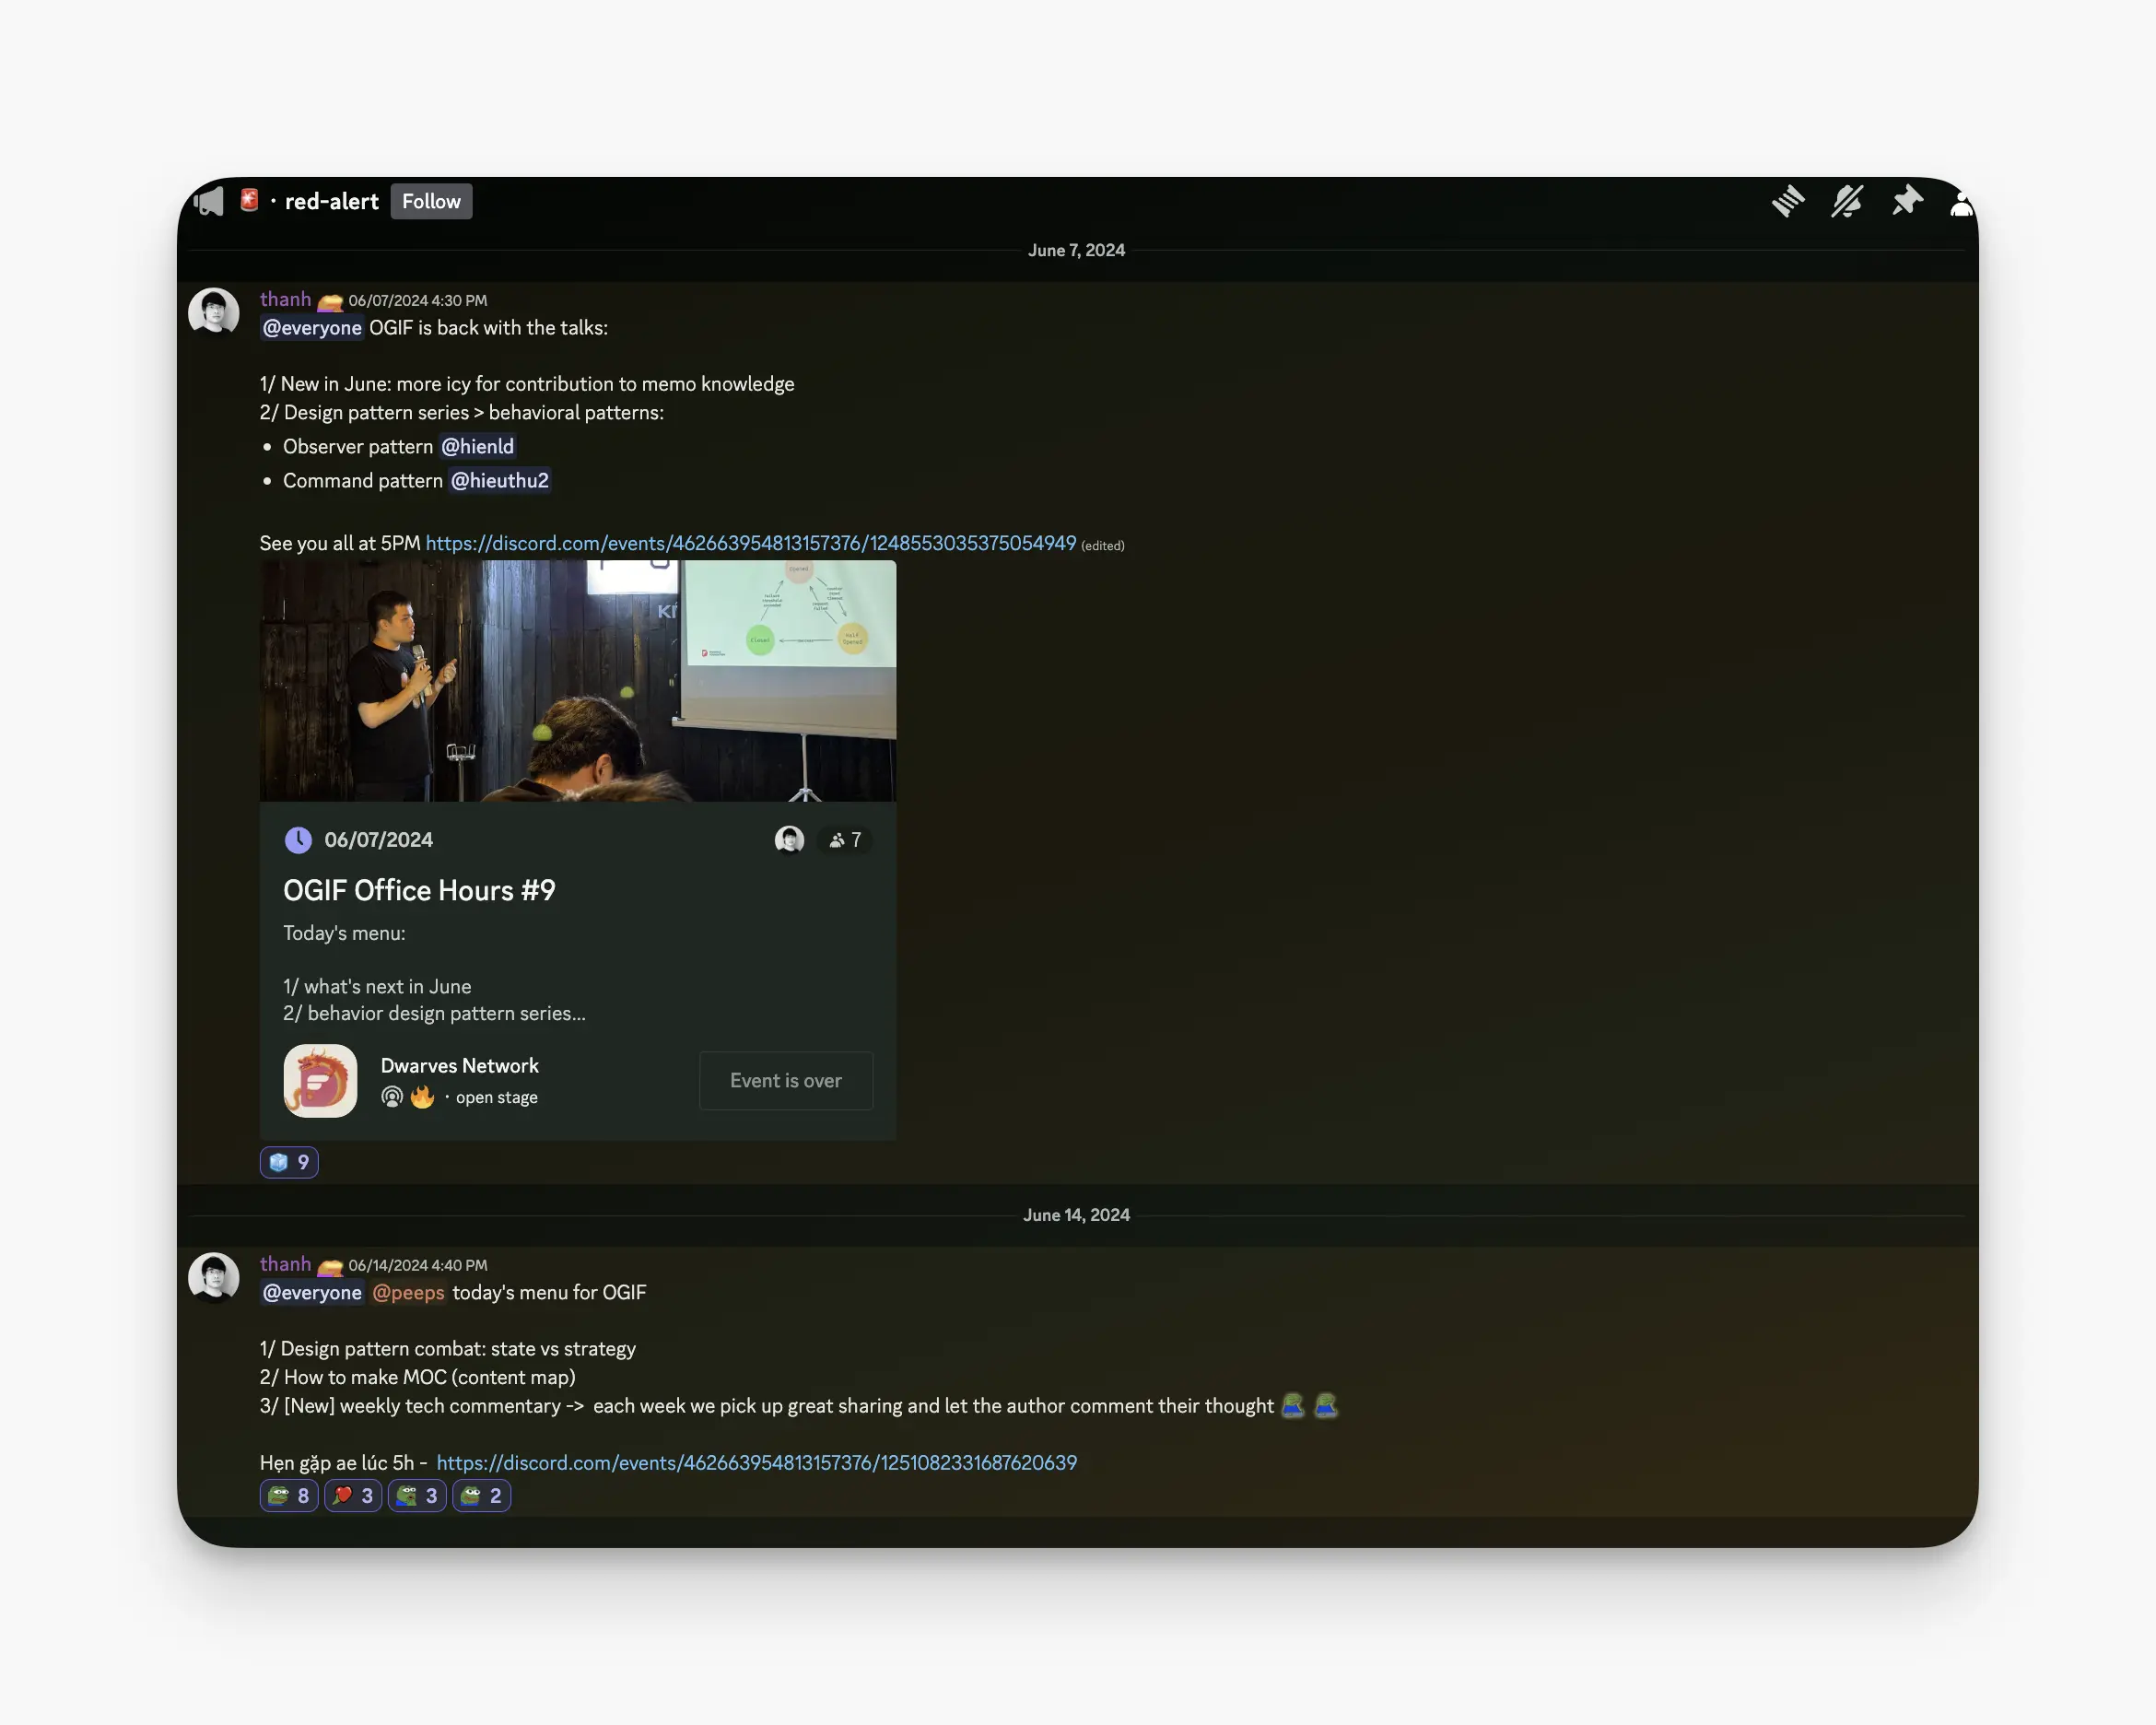 · red-alert Follow
June 7, 2024
thanh 06/07/2024 4:30 PM
@everyone OGIF is back with the talks:
1/ New in June: more icy for contribution to memo knowledge
2/ Design pattern series > behavioral patterns:
• Observer pattern @hienld
• Command pattern @hieuthu2
See you all at 5PM https://discord.com/events/462663954813157376/1248553035375054949 (edited)
Opened
Closed
Half Opened
06/07/2024 7
OGIF Office Hours #9
Today's menu:
1/ what's next in June
2/ behavior design pattern series...
Dwarves Network
· open stage
Event is over
9
June 14, 2024
thanh 06/14/2024 4:40 PM
@everyone @peeps today's menu for OGIF
1/ Design pattern combat: state vs strategy
2/ How to make MOC (content map)
3/ [New] weekly tech commentary -> each week we pick up great sharing and let the author comment their thought
Hẹn gặp ae lúc 5h - https://discord.com/events/462663954813157376/1251082331687620639
8 3 3 2